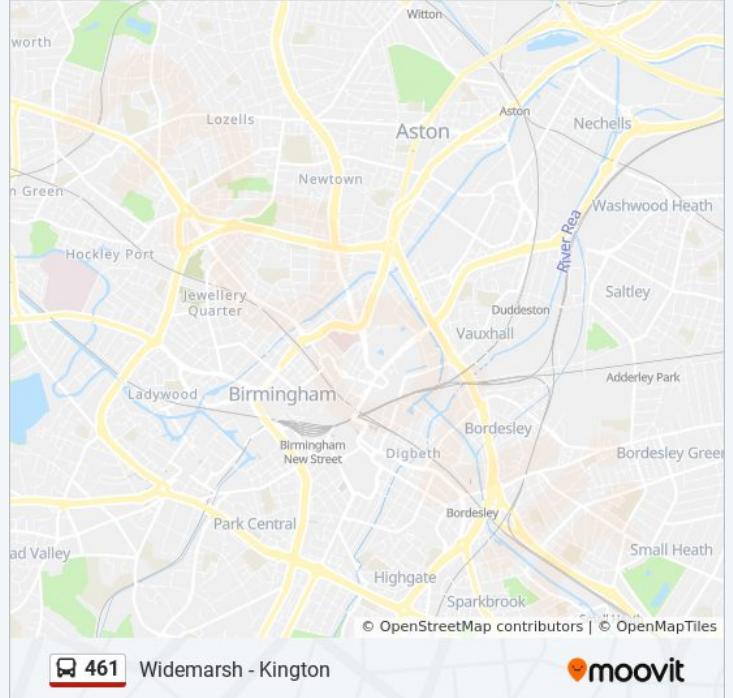 Witton
worth
Aston
Lozells
Aston
Nechells
Newtown
n Green
Washwood Heath
River Rea
Hockley Port
Saltley
Jewellery
Quarter
Duddeston
Vauxhall
Adderley Park
Ladywood
Birmingham
Bordesley
Birmingham
New Street
Digbeth
Bordesley Green
Bordesley
Park Central
ad Valley
Small Heath
Highgate
Sparkbrook
© OpenStreetMap contributors | © OpenMapTiles
461 Widemarsh - Kington
moovit